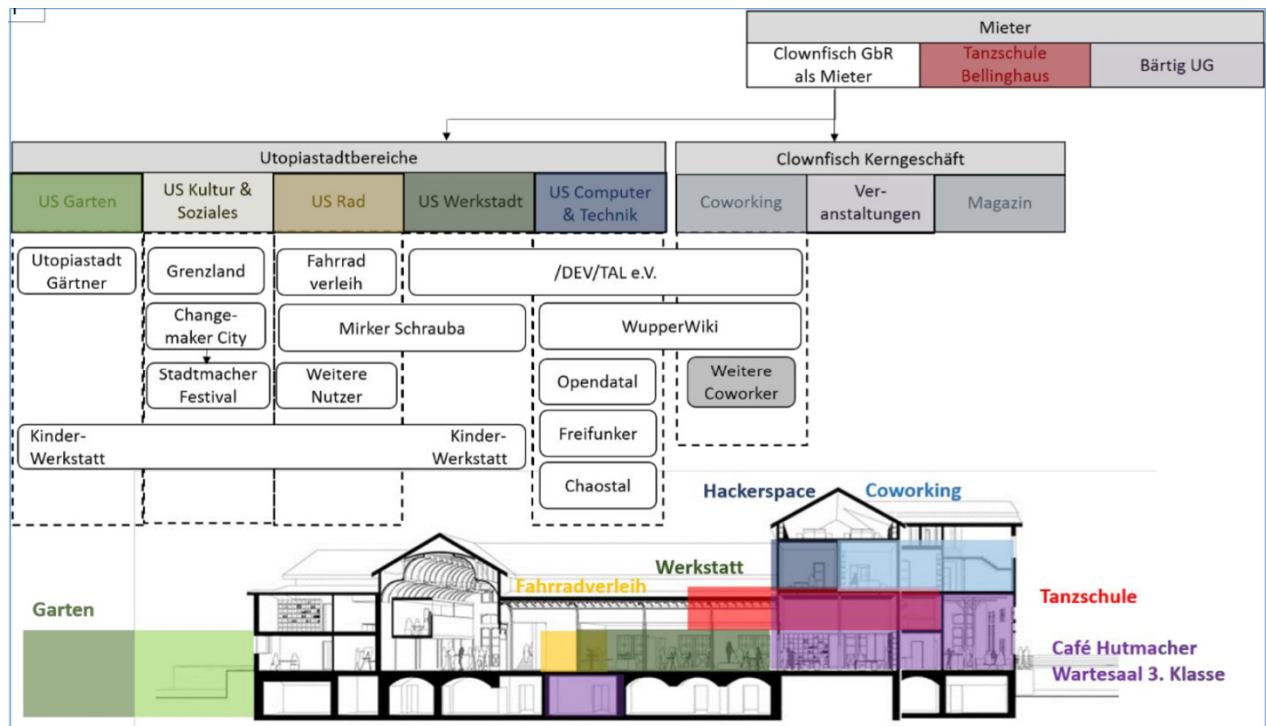 Mieter
Clownfisch GbR
als Mieter
Tanzschule
Bellinghaus
Bärtig UG
Utopiastadtbereiche
Clownfisch Kerngeschäft
US Garten
US Kultur &
Soziales
US Rad
US Werkstadt
US Computer
& Technik
Coworking
Ver-
anstaltungen
Magazin
Utopiastadt
Gärtner
Grenzland
Fahrrad
verleih
/DEV/TAL e.V.
Change-
maker City
Mirker Schrauba
WupperWiki
Stadtmacher
Festival
Weitere
Nutzer
Opendatal
Weitere
Coworker
Kinder-
Werkstatt
Kinder-
Werkstatt
Freifunker
Chaostal
Hackerspace
Coworking
Werkstatt
Fahrradverleih
Garten
Tanzschule
Café Hutmacher
Wartesaal 3. Klasse